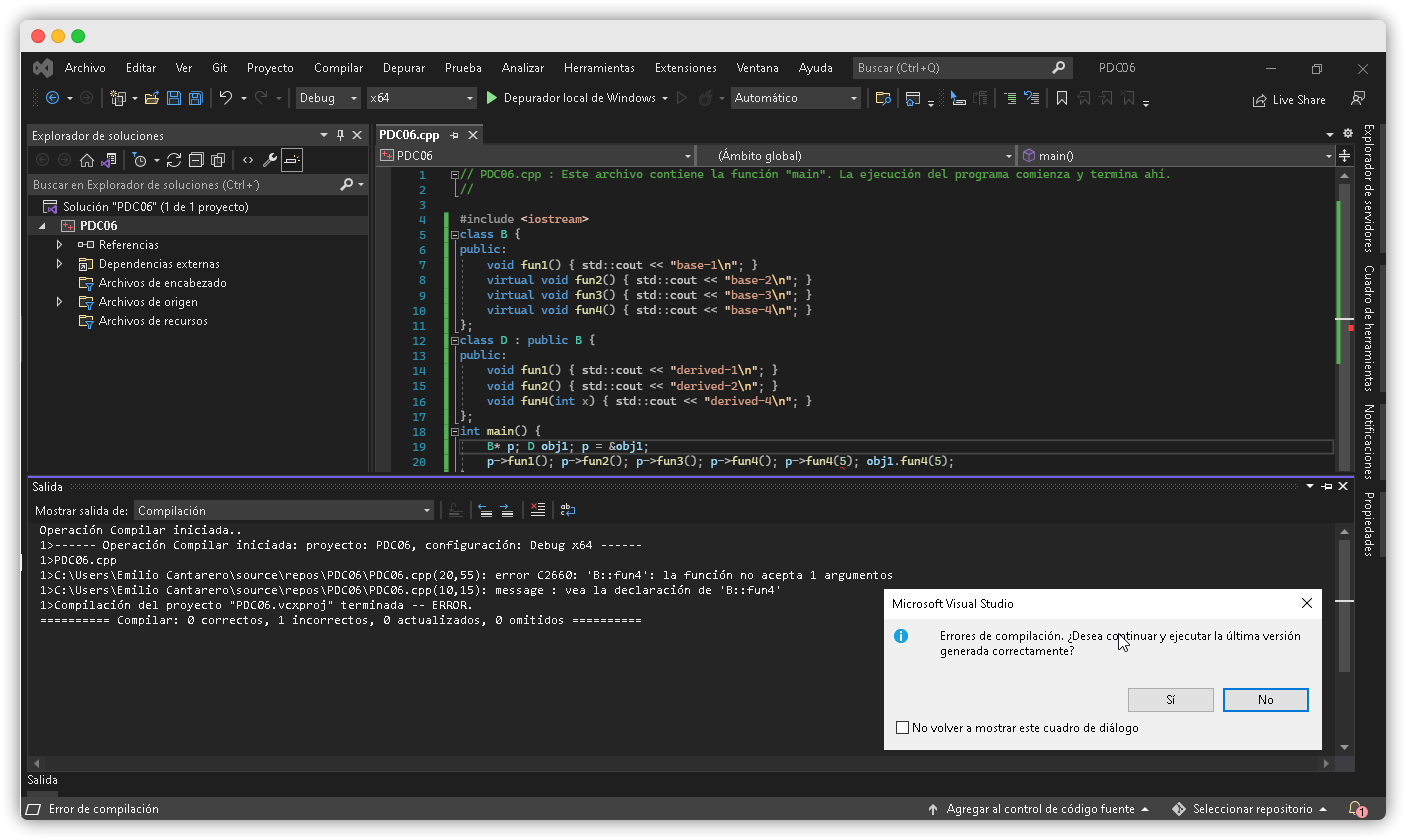 Archivo Editar Ver Git Proyecto Compilar Depurar Prueba Analizar Herramientas Extensiones Ventana Ayuda Buscar (Ctrl+Q) PDC06
Debug x64 Depurador local de Windows Automático Live Share
Explorador de soluciones
Buscar en Explorador de soluciones (Ctrl+´)
Solución "PDC06" (1 de 1 proyecto)
PDC06
Referencias
Dependencias externas
Archivos de encabezado
Archivos de origen
Archivos de recursos
PDC06.cpp
PDC06 (Ámbito global) main()
1 // PDC06.cpp : Este archivo contiene la función "main". La ejecución del programa comienza y termina ahí.
2 //
3
4 #include <iostream>
5 class B {
6 public:
7 void fun1() { std::cout << "base-1\n"; }
8 virtual void fun2() { std::cout << "base-2\n"; }
9 virtual void fun3() { std::cout << "base-3\n"; }
10 virtual void fun4() { std::cout << "base-4\n"; }
11 };
12 class D : public B {
13 public:
14 void fun1() { std::cout << "derived-1\n"; }
15 void fun2() { std::cout << "derived-2\n"; }
16 void fun4(int x) { std::cout << "derived-4\n"; }
17 };
18 int main() {
19 B* p; D obj1; p = &obj1;
20 p->fun1(); p->fun2(); p->fun3(); p->fun4(); p->fun4(5); obj1.fun4(5);
Explorador de servidores
Cuadro de herramientas
Notificaciones
Propiedades
Salida
Mostrar salida de: Compilación
Operación Compilar iniciada..
1>------ Operación Compilar iniciada: proyecto: PDC06, configuración: Debug x64 ------
1>PDC06.cpp
1>C:\Users\Emilio Cantarero\source\repos\PDC06\PDC06.cpp(20,55): error C2660: 'B::fun4': la función no acepta 1 argumentos
1>C:\Users\Emilio Cantarero\source\repos\PDC06\PDC06.cpp(10,15): message : vea la declaración de 'B::fun4'
1>Compilación del proyecto "PDC06.vcxproj" terminada -- ERROR.
========== Compilar: 0 correctos, 1 incorrectos, 0 actualizados, 0 omitidos ==========
Microsoft Visual Studio
Errores de compilación. ¿Desea continuar y ejecutar la última versión
generada correctamente?
Sí No
No volver a mostrar este cuadro de diálogo
Salida
Error de compilación Agregar al control de código fuente Seleccionar repositorio 1